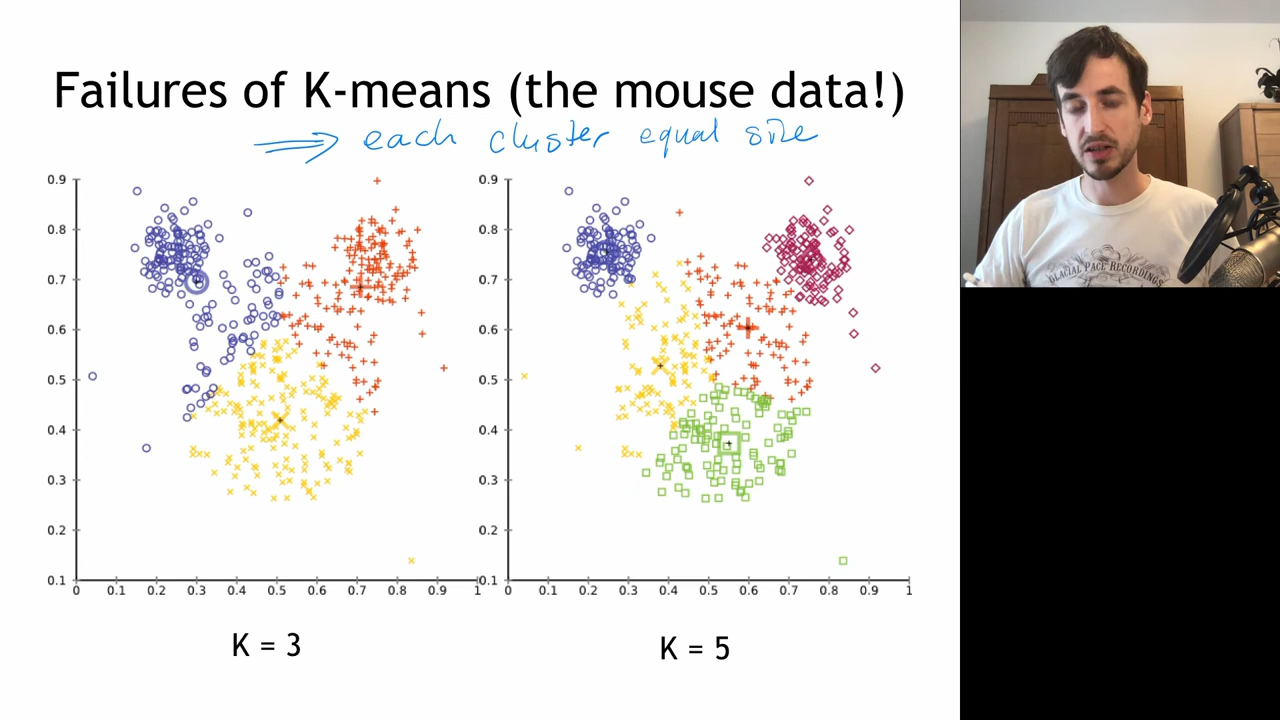 Failures of K-means (the mouse data!)
⟹ each cluster equal size
0.9
0.8
0.7
0.6
0.5
0.4
0.3
0.2
0.1
0 0.1 0.2 0.3 0.4 0.5 0.6 0.7 0.8 0.9 1
K = 3
0.9
0.8
0.7
0.6
0.5
0.4
0.3
0.2
0.1
0 0.1 0.2 0.3 0.4 0.5 0.6 0.7 0.8 0.9 1
K = 5
GLACIAL PACE RECORDINGS